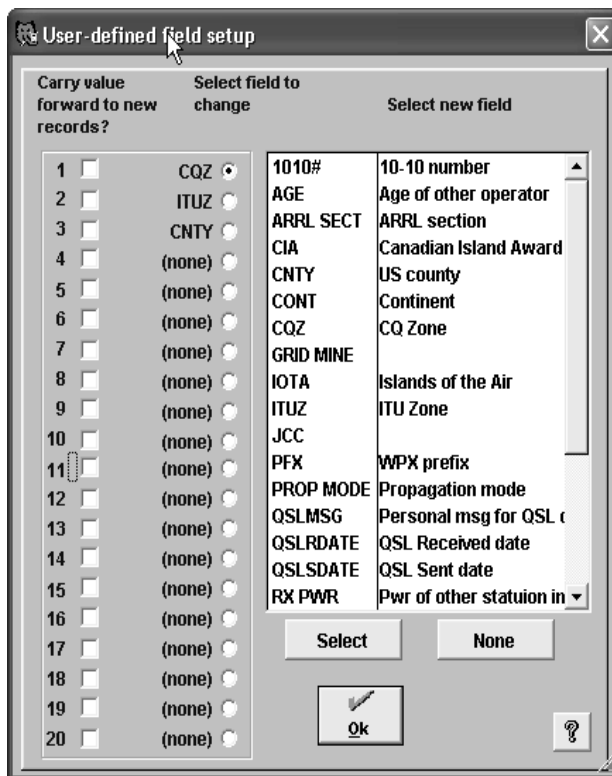 User-defined field setup
Carry value forward to new records?
Select field to change
Select new field
1 CQZ
2 ITUZ
3 CNTY
4 (none)
5 (none)
6 (none)
7 (none)
8 (none)
9 (none)
10 (none)
11 (none)
12 (none)
13 (none)
14 (none)
15 (none)
16 (none)
17 (none)
18 (none)
19 (none)
20 (none)
1010# 10-10 number
AGE Age of other operator
ARRL SECT ARRL section
CIA Canadian Island Award
CNTY US county
CONT Continent
CQZ CQ Zone
GRID MINE
IOTA Islands of the Air
ITUZ ITU Zone
JCC
PFX WPX prefix
PROP MODE Propagation mode
QSLMSG Personal msg for QSL
QSLRDATE QSL Received date
QSLSDATE QSL Sent date
RX PWR Pwr of other statuion in
Select
None
Ok
?